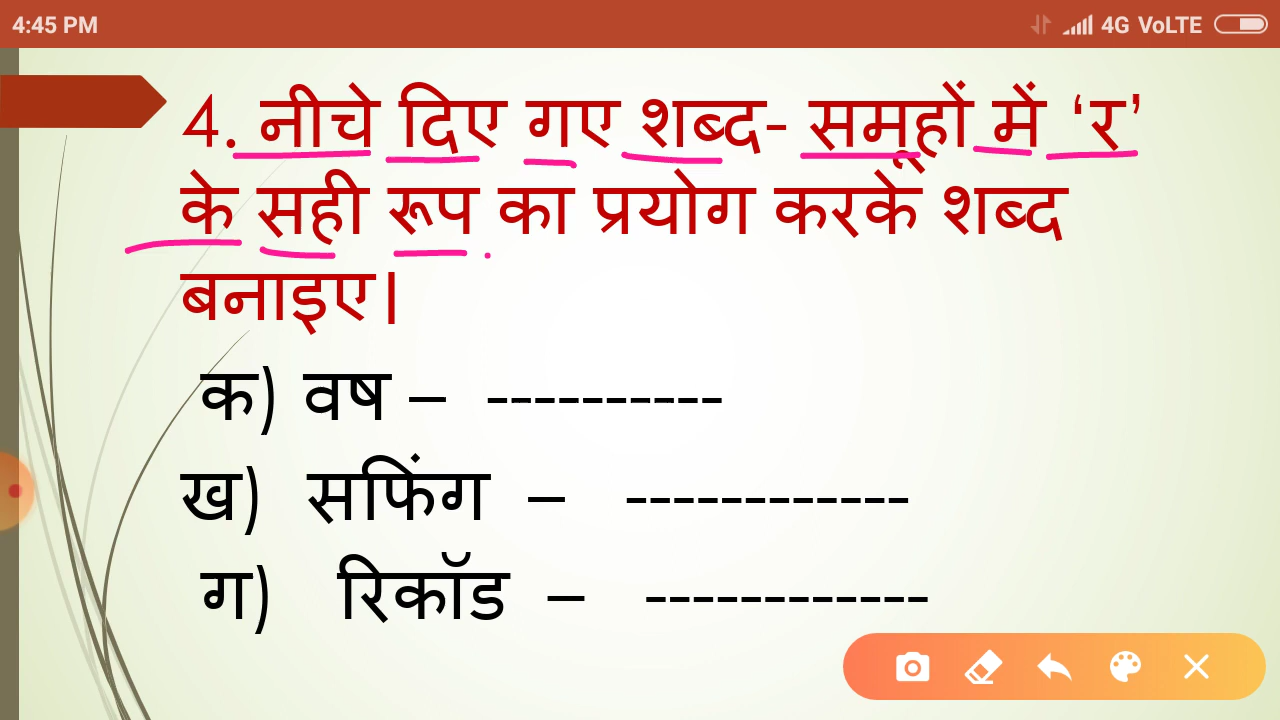 4:45 PM 4G VoLTE
4. नीचे दिए गए शब्द- समूहों में ‘र’
के सही रूप का प्रयोग करके शब्द
बनाइए।
क) वष – ----------
ख) सफिंग – ------------
ग) रिकॉड – ------------